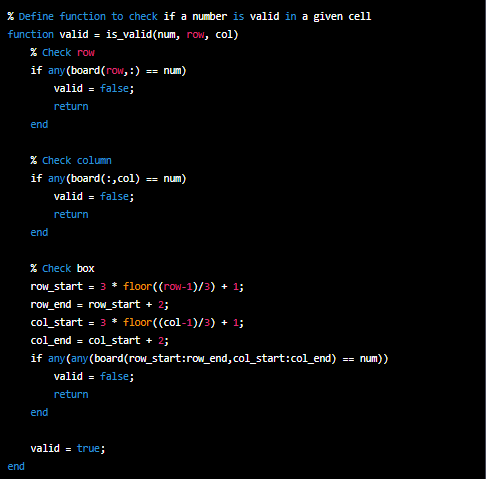 % Define function to check if a number is valid in a given cell
function valid = is_valid(num, row, col)
    % Check row
    if any(board(row,:) == num)
        valid = false;
        return
    end

    % Check column
    if any(board(:,col) == num)
        valid = false;
        return
    end

    % Check box
    row_start = 3 * floor((row-1)/3) + 1;
    row_end = row_start + 2;
    col_start = 3 * floor((col-1)/3) + 1;
    col_end = col_start + 2;
    if any(any(board(row_start:row_end,col_start:col_end) == num))
        valid = false;
        return
    end

    valid = true;
end